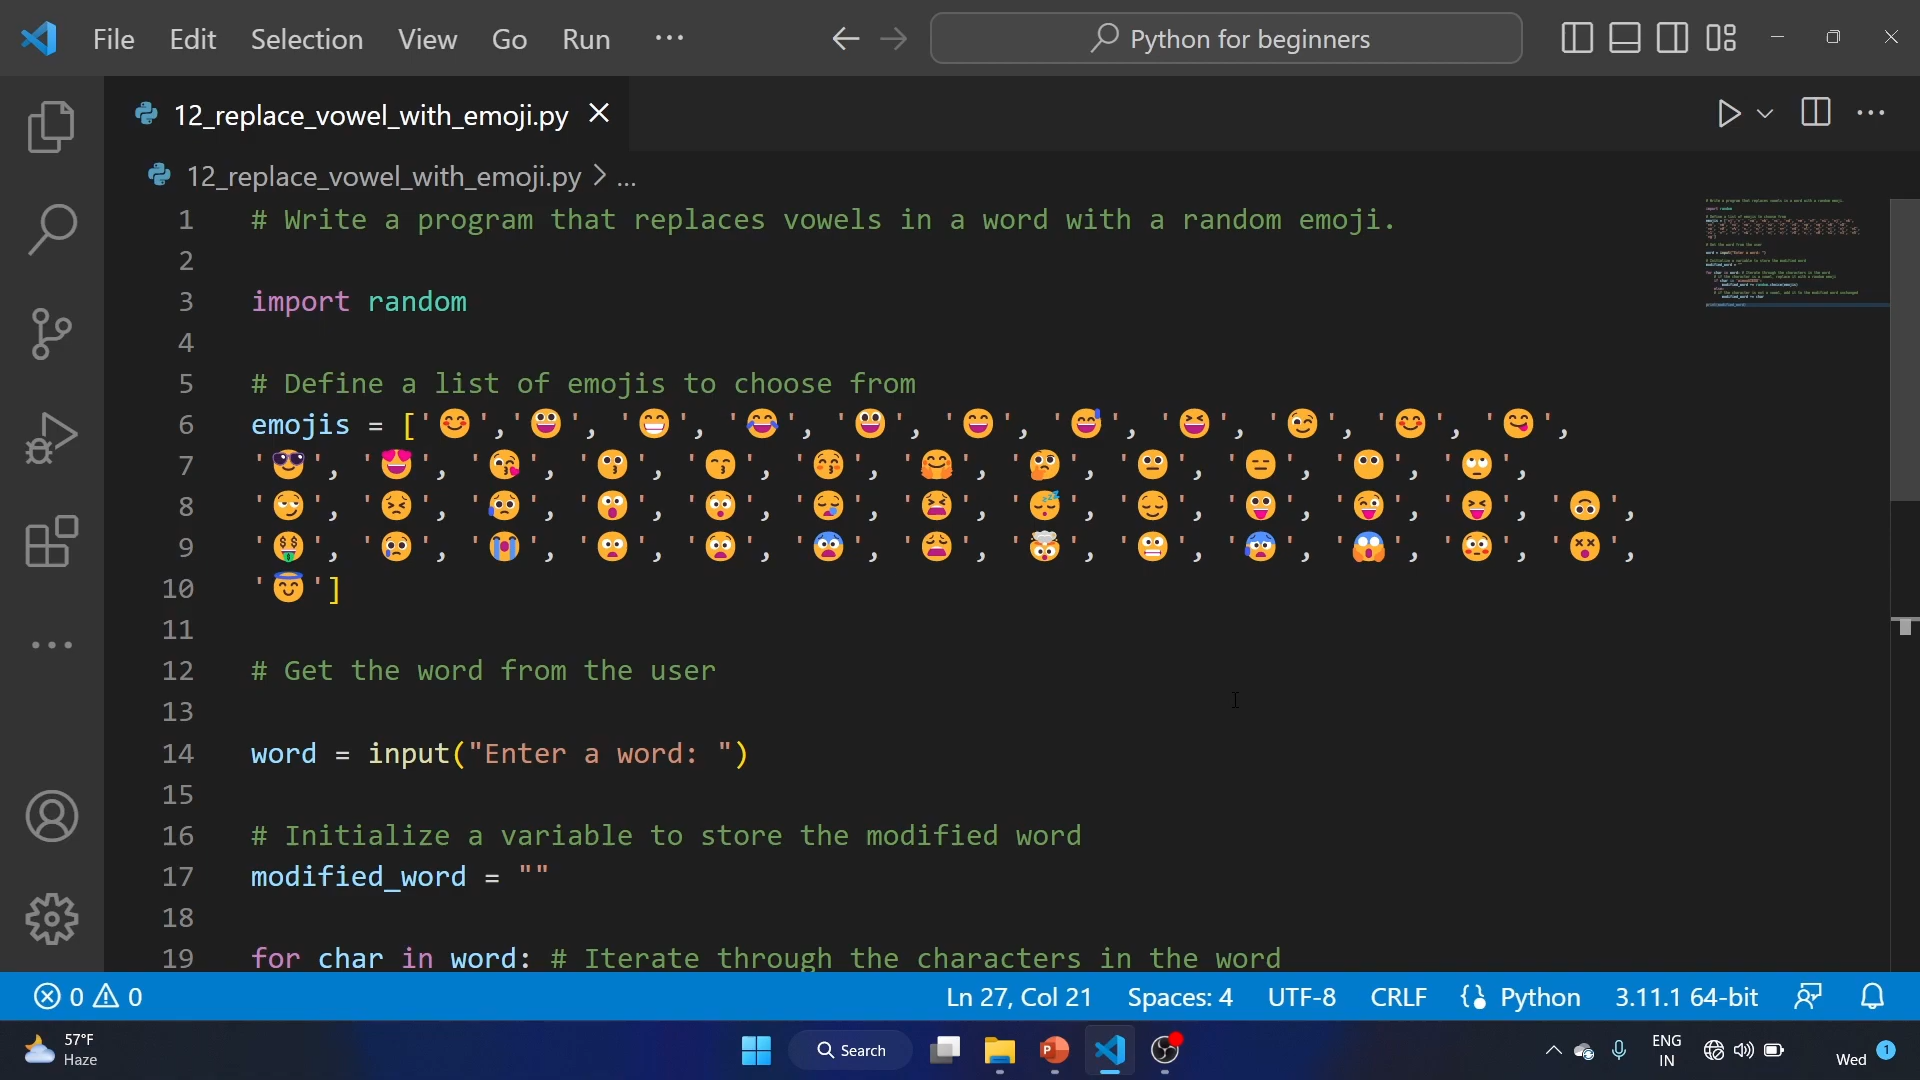 File Edit Selection View Go Run ··· Python for beginners
12_replace_vowel_with_emoji.py
12_replace_vowel_with_emoji.py > ...
1 # Write a program that replaces vowels in a word with a random emoji.
2
3 import random
4
5 # Define a list of emojis to choose from
6 emojis = ['😊','😀', '😁', '😂', '😃', '😄', '😅', '😆', '😉', '😊', '😋',
7 '😎', '😍', '😘', '😗', '😙', '😚', '🤗', '🤔', '😐', '😑', '😶', '🙄',
8 '😏', '😣', '😥', '😮', '😯', '😪', '😫', '😴', '😌', '😛', '😜', '😝', '🙃',
9 '🤑', '😢', '😭', '😦', '😧', '😨', '😩', '🤯', '😬', '😰', '😱', '😳', '😵',
10 '😇']
11
12 # Get the word from the user
13
14 word = input("Enter a word: ")
15
16 # Initialize a variable to store the modified word
17 modified_word = ""
18
19 for char in word: # Iterate through the characters in the word
0 0 Ln 27, Col 21 Spaces: 4 UTF-8 CRLF Python 3.11.1 64-bit
57°F
Haze
Search
ENG
IN
Wed 1